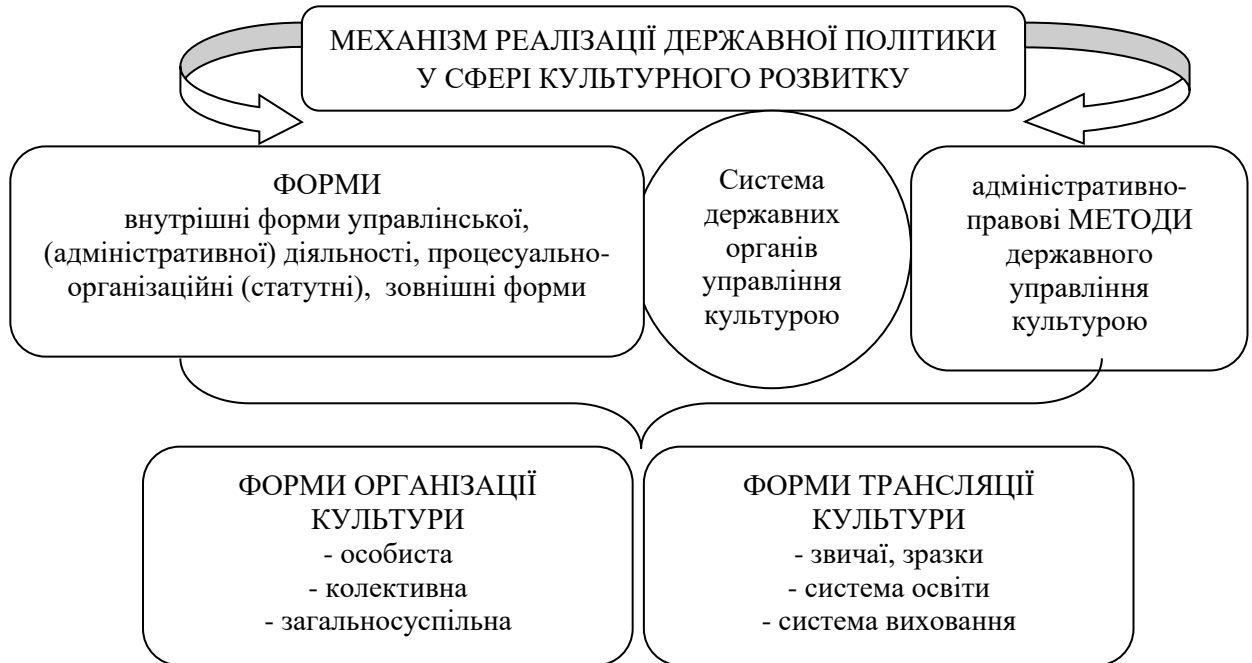 МЕХАНІЗМ РЕАЛІЗАЦІЇ ДЕРЖАВНОЇ ПОЛІТИКИ
У СФЕРІ КУЛЬТУРНОГО РОЗВИТКУ
ФОРМИ
внутрішні форми управлінської,
(адміністративної) діяльності, процесуально-
організаційні (статутні), зовнішні форми
Система
державних
органів
управління
культурою
адміністративно-
правові МЕТОДИ
державного
управління
культурою
ФОРМИ ОРГАНІЗАЦІЇ
КУЛЬТУРИ
- особиста
- колективна
- загальносуспільна
ФОРМИ ТРАНСЛЯЦІЇ
КУЛЬТУРИ
- звичаї, зразки
- система освіти
- система виховання